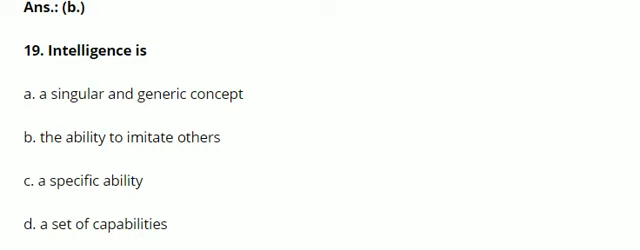 Ans.: (b.)
19. Intelligence is
a. a singular and generic concept
b. the ability to imitate others
c. a specific ability
d. a set of capabilities